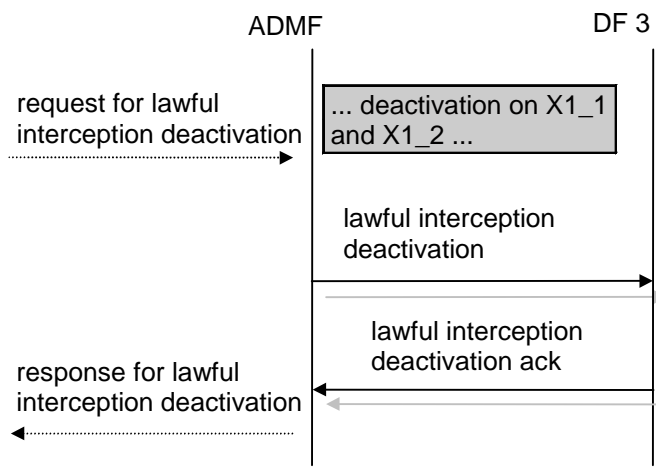 ADMF
DF 3
request for lawful
interception deactivation
... deactivation on X1_1
and X1_2 ...
lawful interception
deactivation
lawful interception
deactivation ack
response for lawful
interception deactivation